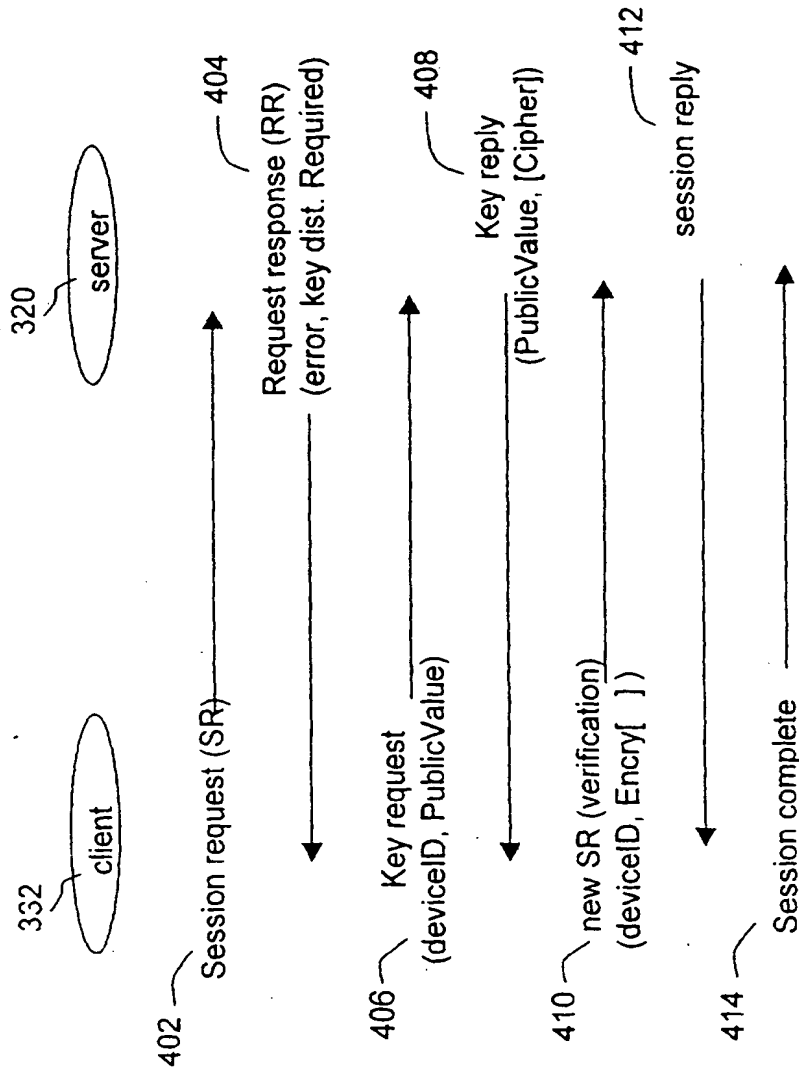 332
client
320
server
402
Session request (SR)
404
Request response (RR)
(error, key dist. Required)
406
Key request
(deviceID, PublicValue)
408
Key reply
(PublicValue, [Cipher])
410
new SR (verification)
(deviceID, Encry[ ] )
412
session reply
414
Session complete